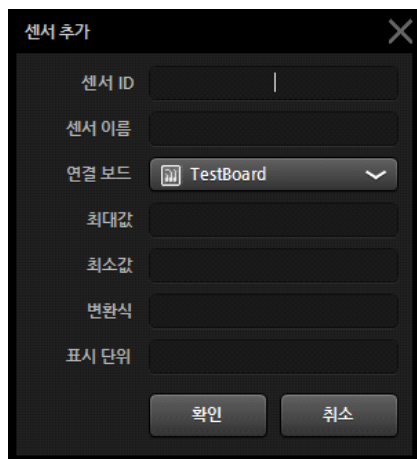 센서 추가
센서 ID
센서 이름
연결 보드 TestBoard
최대값
최소값
변환식
표시 단위
확인 취소